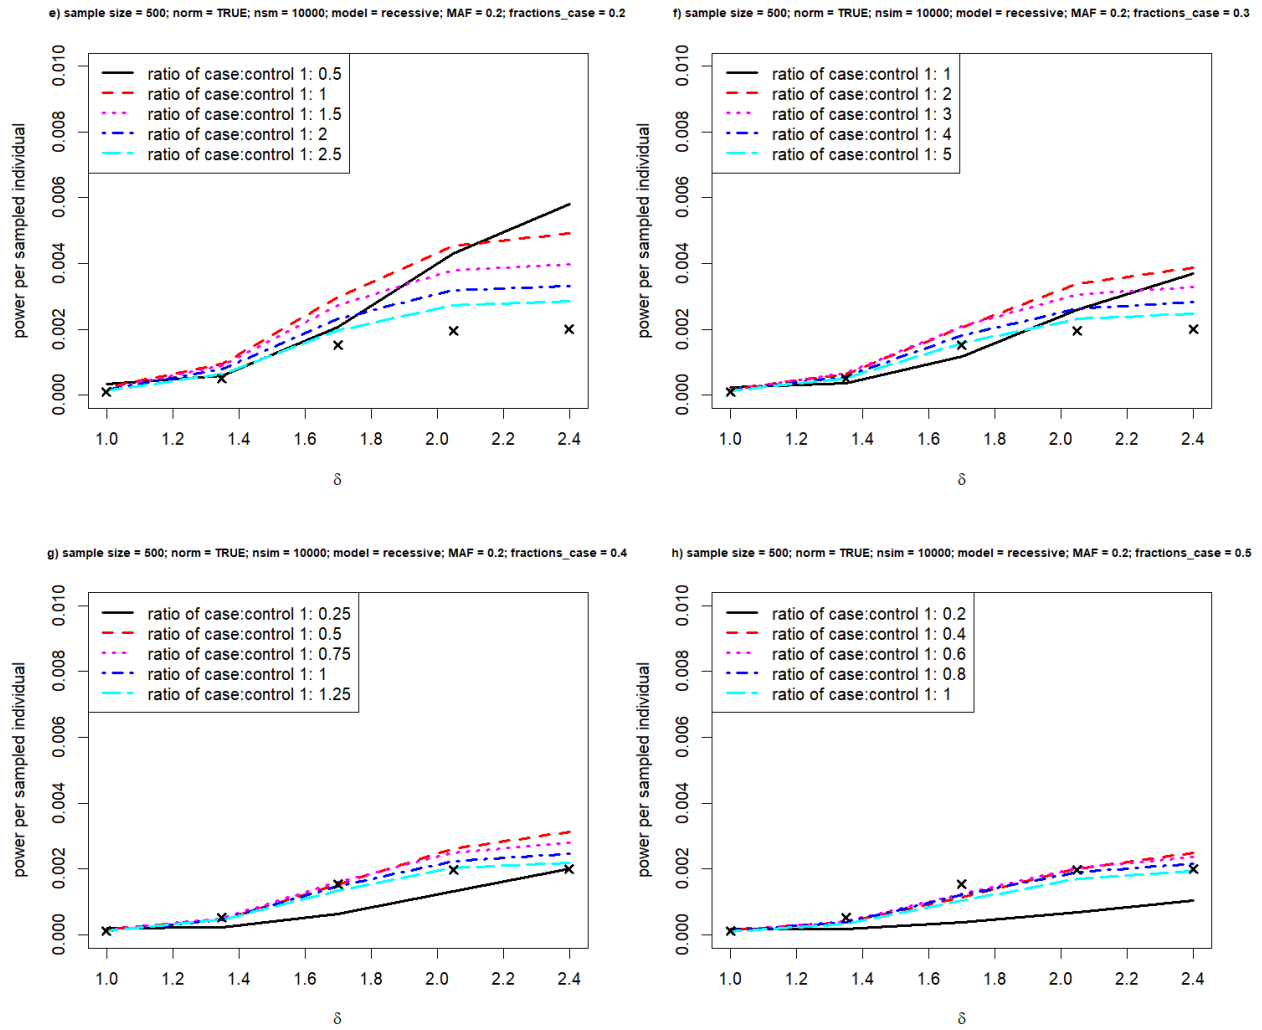 e) sample size = 500; norm = TRUE; nsim = 10000; model = recessive; MAF = 0.2; fractions_case = 0.2
power per sampled individual
0.010
0.008
0.006
0.004
0.002
0.000
ratio of case:control 1: 0.5
ratio of case:control 1: 1
ratio of case:control 1: 1.5
ratio of case:control 1: 2
ratio of case:control 1: 2.5
1.0 1.2 1.4 1.6 1.8 2.0 2.2 2.4
δ
f) sample size = 500; norm = TRUE; nsim = 10000; model = recessive; MAF = 0.2; fractions_case = 0.3
power per sampled individual
0.010
0.008
0.006
0.004
0.002
0.000
ratio of case:control 1: 1
ratio of case:control 1: 2
ratio of case:control 1: 3
ratio of case:control 1: 4
ratio of case:control 1: 5
1.0 1.2 1.4 1.6 1.8 2.0 2.2 2.4
δ
g) sample size = 500; norm = TRUE; nsim = 10000; model = recessive; MAF = 0.2; fractions_case = 0.4
power per sampled individual
0.010
0.008
0.006
0.004
0.002
0.000
ratio of case:control 1: 0.25
ratio of case:control 1: 0.5
ratio of case:control 1: 0.75
ratio of case:control 1: 1
ratio of case:control 1: 1.25
1.0 1.2 1.4 1.6 1.8 2.0 2.2 2.4
δ
h) sample size = 500; norm = TRUE; nsim = 10000; model = recessive; MAF = 0.2; fractions_case = 0.5
power per sampled individual
0.010
0.008
0.006
0.004
0.002
0.000
ratio of case:control 1: 0.2
ratio of case:control 1: 0.4
ratio of case:control 1: 0.6
ratio of case:control 1: 0.8
ratio of case:control 1: 1
1.0 1.2 1.4 1.6 1.8 2.0 2.2 2.4
δ